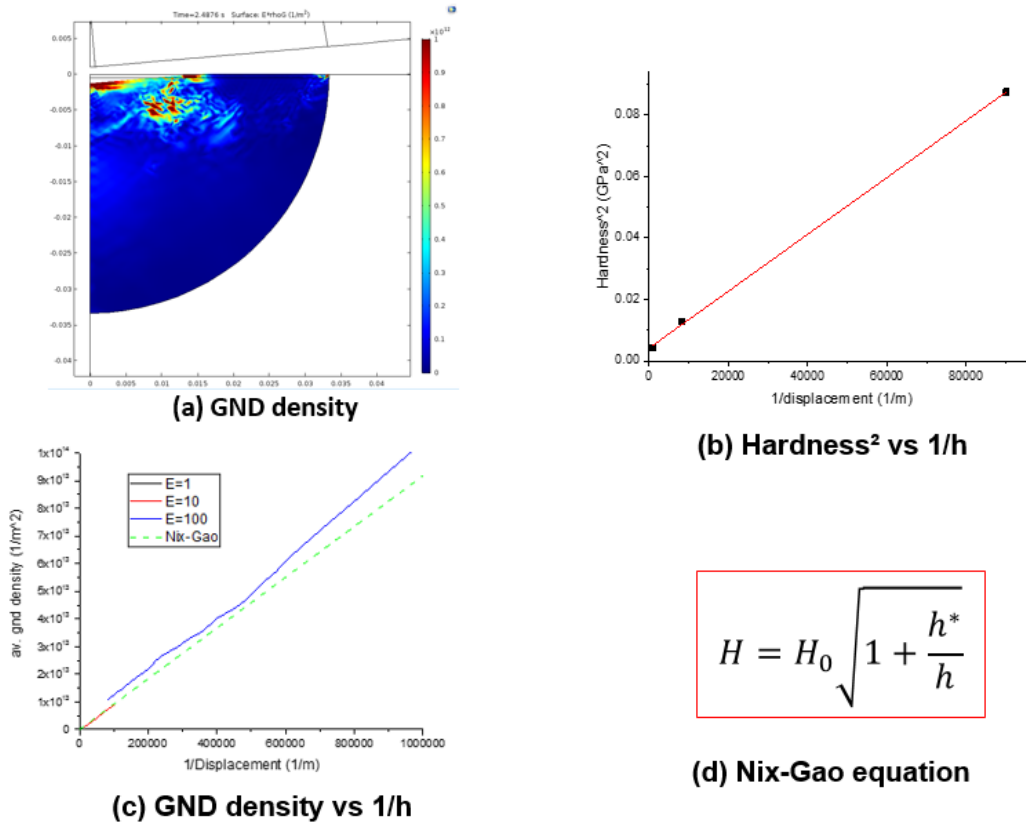 Time=2.4876 s Surface: E*rhoG (1/m²)
×10¹²
1
0.9
0.8
0.7
0.6
0.5
0.4
0.3
0.2
0.1
0
0.005
0
-0.005
-0.01
-0.015
-0.02
-0.025
-0.03
-0.035
-0.04
0 0.005 0.01 0.015 0.02 0.025 0.03 0.035 0.04
(a) GND density
Hardness^2 (GPa^2)
0.08
0.06
0.04
0.02
0.00
0 20000 40000 60000 80000
1/displacement (1/m)
(b) Hardness² vs 1/h
av. gnd density (1/m^2)
1x10¹⁴
9x10¹³
8x10¹³
7x10¹³
6x10¹³
5x10¹³
4x10¹³
3x10¹³
2x10¹³
1x10¹³
0
E=1
E=10
E=100
Nix-Gao
0 200000 400000 600000 800000 1000000
1/Displacement (1/m)
(c) GND density vs 1/h
H = H₀ √(1 + h*/h)
(d) Nix-Gao equation